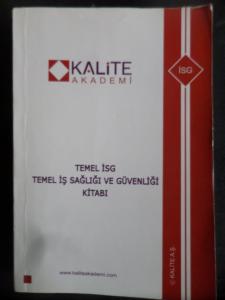 KALİTE
AKADEMİ
İSG
TEMEL İSG
TEMEL İŞ SAĞLIĞI VE GÜVENLİĞİ
KİTABI
www.kaliteakademi.com
© KALİTE A.Ş.